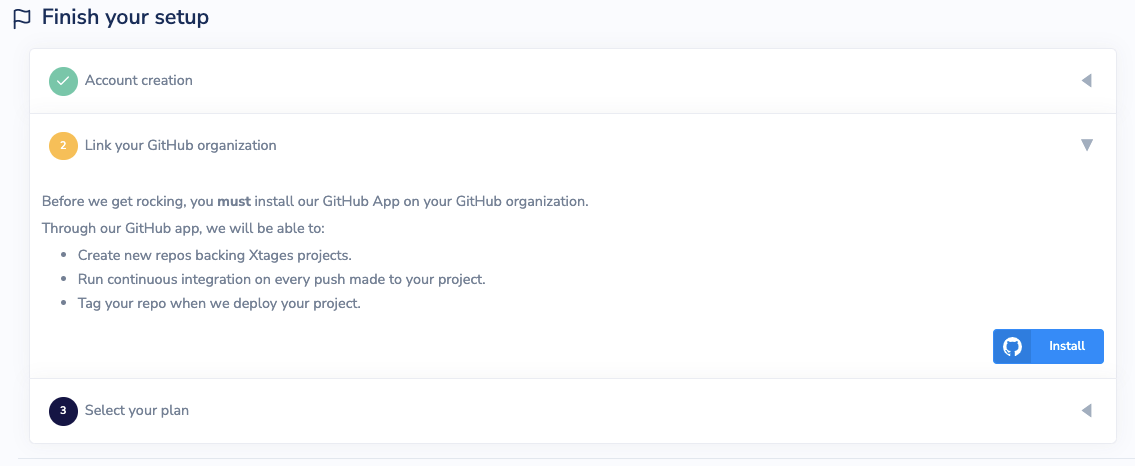 Finish your setup
Account creation
2 Link your GitHub organization
Before we get rocking, you must install our GitHub App on your GitHub organization.
Through our GitHub app, we will be able to:
Create new repos backing Xtages projects.
Run continuous integration on every push made to your project.
Tag your repo when we deploy your project.
Install
3 Select your plan